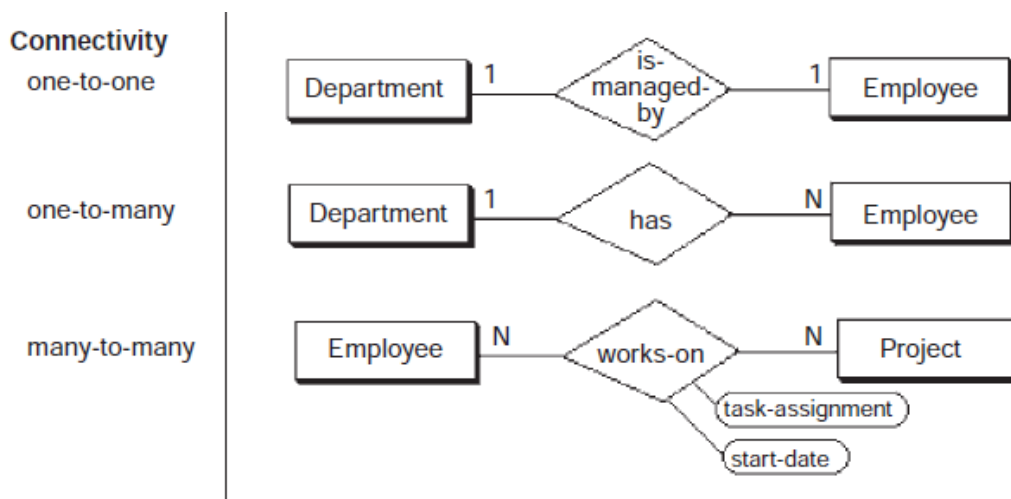 Connectivity
one-to-one
Department
1
is-
managed-
by
1
Employee
one-to-many
Department
1
has
N
Employee
many-to-many
Employee
N
works-on
N
Project
task-assignment
start-date